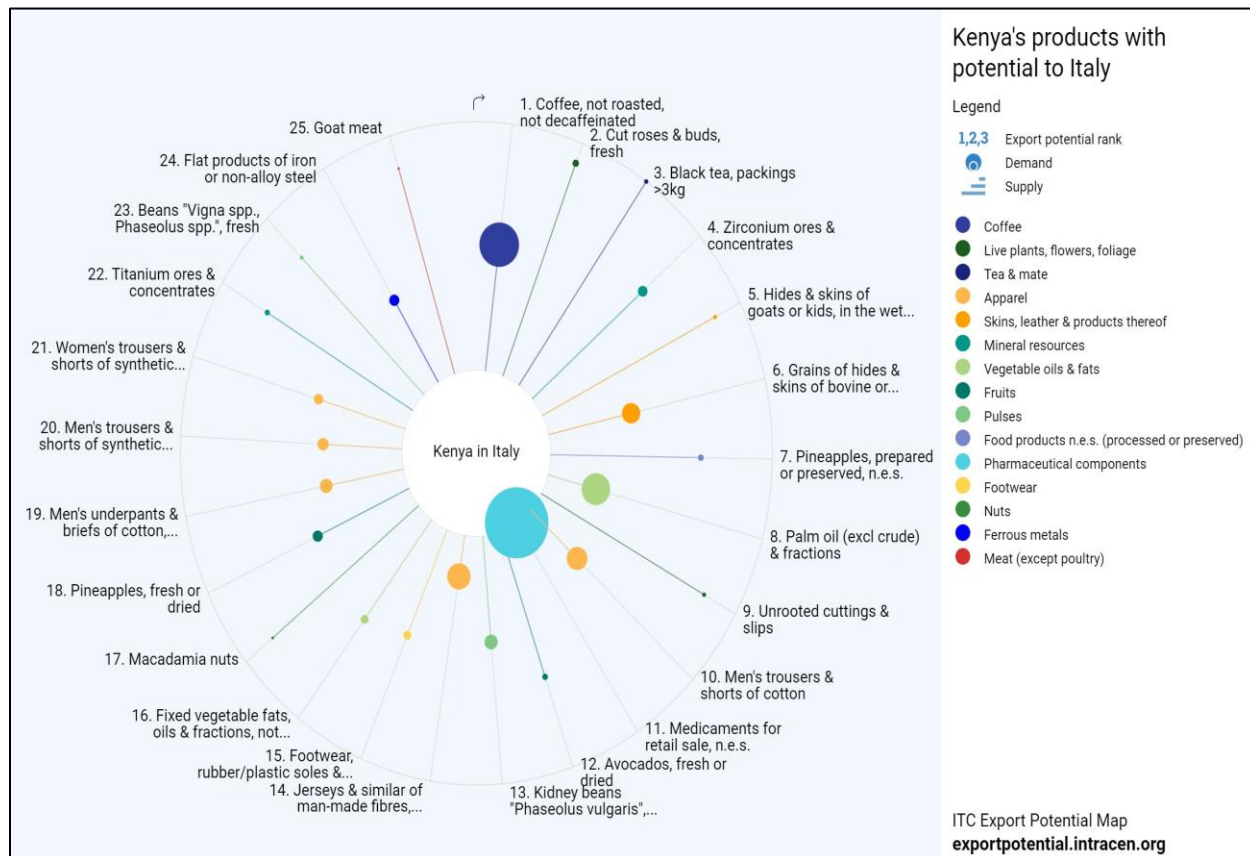 Kenya's products with
potential to Italy
Legend
1,2,3 Export potential rank
Demand
Supply
Coffee
Live plants, flowers, foliage
Tea & mate
Apparel
Skins, leather & products thereof
Mineral resources
Vegetable oils & fats
Fruits
Pulses
Food products n.e.s. (processed or preserved)
Pharmaceutical components
Footwear
Nuts
Ferrous metals
Meat (except poultry)
ITC Export Potential Map
exportpotential.intracen.org
Kenya in Italy
1. Coffee, not roasted,
not decaffeinated
2. Cut roses & buds,
fresh
3. Black tea, packings
>3kg
4. Zirconium ores &
concentrates
5. Hides & skins of
goats or kids, in the wet...
6. Grains of hides &
skins of bovine or...
7. Pineapples, prepared
or preserved, n.e.s.
8. Palm oil (excl crude)
& fractions
9. Unrooted cuttings &
slips
10. Men's trousers &
shorts of cotton
11. Medicaments for
retail sale, n.e.s.
12. Avocados, fresh or
dried
13. Kidney beans
"Phaseolus vulgaris",...
14. Jerseys & similar of
man-made fibres,...
15. Footwear,
rubber/plastic soles &...
16. Fixed vegetable fats,
oils & fractions, not...
17. Macadamia nuts
18. Pineapples, fresh or
dried
19. Men's underpants &
briefs of cotton,...
20. Men's trousers &
shorts of synthetic...
21. Women's trousers &
shorts of synthetic...
22. Titanium ores &
concentrates
23. Beans "Vigna spp.,
Phaseolus spp.", fresh
24. Flat products of iron
or non-alloy steel
25. Goat meat